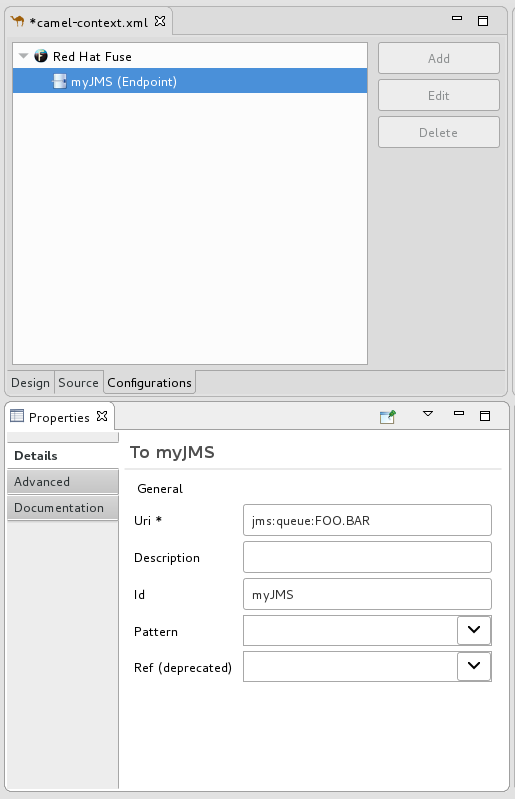 *camel-context.xml
Red Hat Fuse
myJMS (Endpoint)
Add
Edit
Delete
Design Source Configurations
Properties
Details
Advanced
Documentation
To myJMS
General
Uri * jms:queue:FOO.BAR
Description
Id myJMS
Pattern
Ref (deprecated)